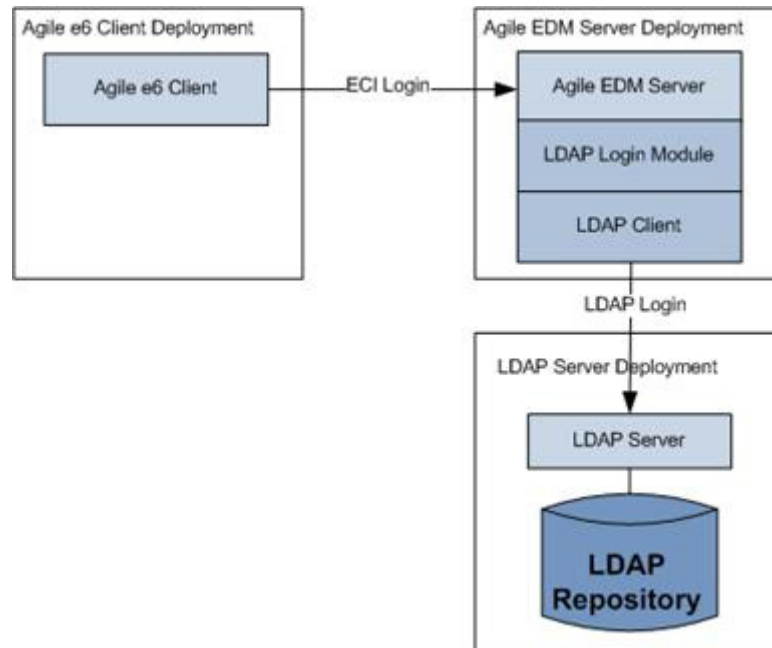 Agile e6 Client Deployment
Agile e6 Client
ECI Login
Agile EDM Server Deployment
Agile EDM Server
LDAP Login Module
LDAP Client
LDAP Login
LDAP Server Deployment
LDAP Server
LDAP
Repository